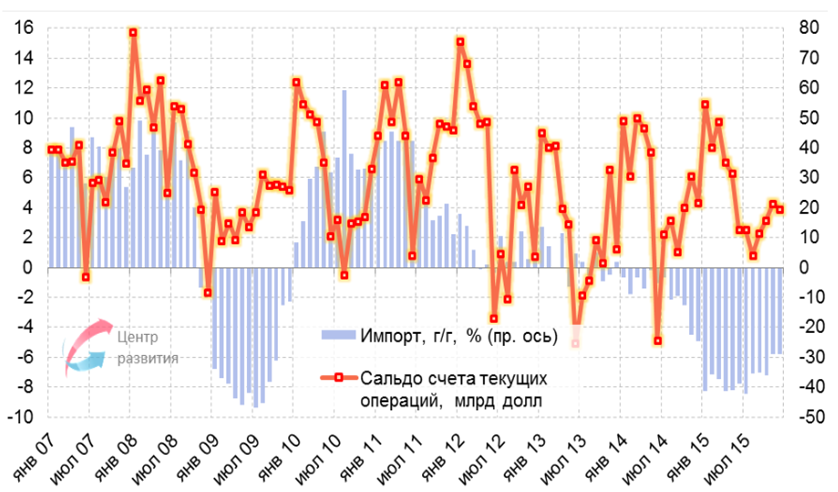 16
14
12
10
8
6
4
2
0
-2
-4
-6
-8
-10
80
70
60
50
40
30
20
10
0
-10
-20
-30
-40
-50
Центр
развития
Импорт, г/г, % (пр. ось)
Сальдо счета текущих
операций, млрд долл
янв 07
июл 07
янв 08
июл 08
янв 09
июл 09
янв 10
июл 10
янв 11
июл 11
янв 12
июл 12
янв 13
июл 13
янв 14
июл 14
янв 15
июл 15